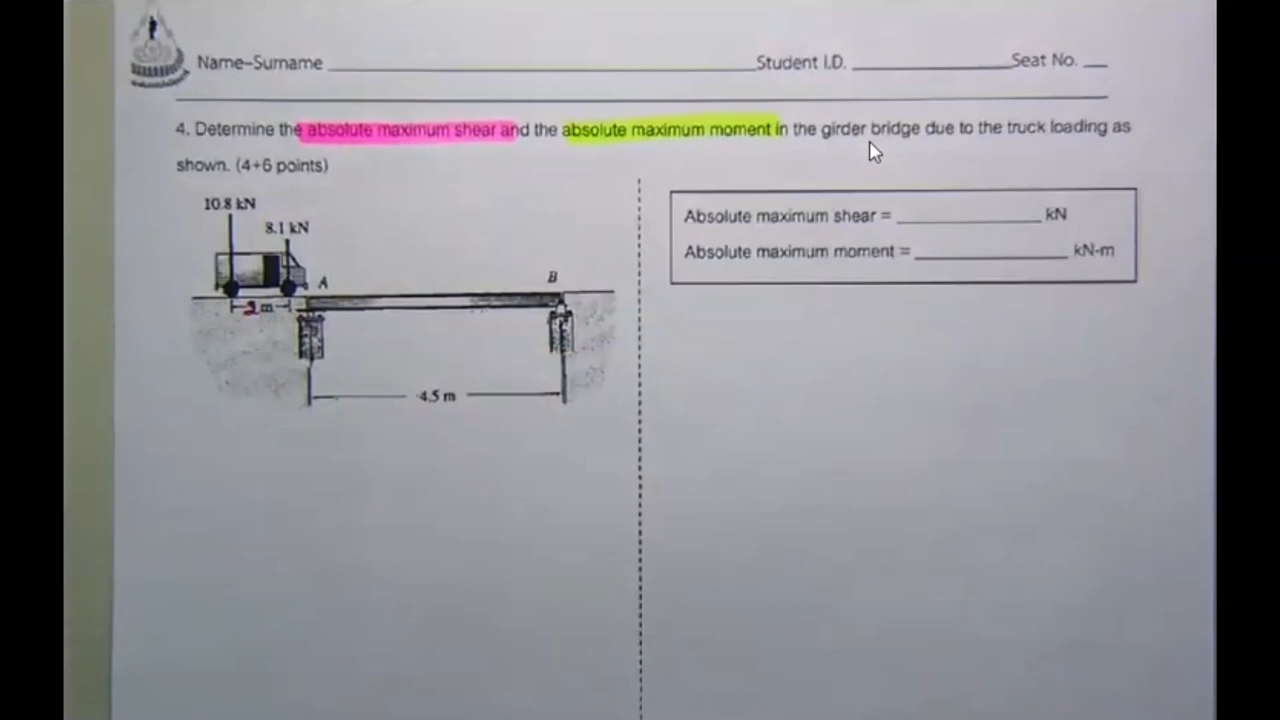 Name-Surname Student I.D. Seat No.
4. Determine the absolute maximum shear and the absolute maximum moment in the girder bridge due to the truck loading as
shown. (4+6 points)
10.8 kN
8.1 kN
A
B
2 m
4.5 m
Absolute maximum shear = kN
Absolute maximum moment = kN-m